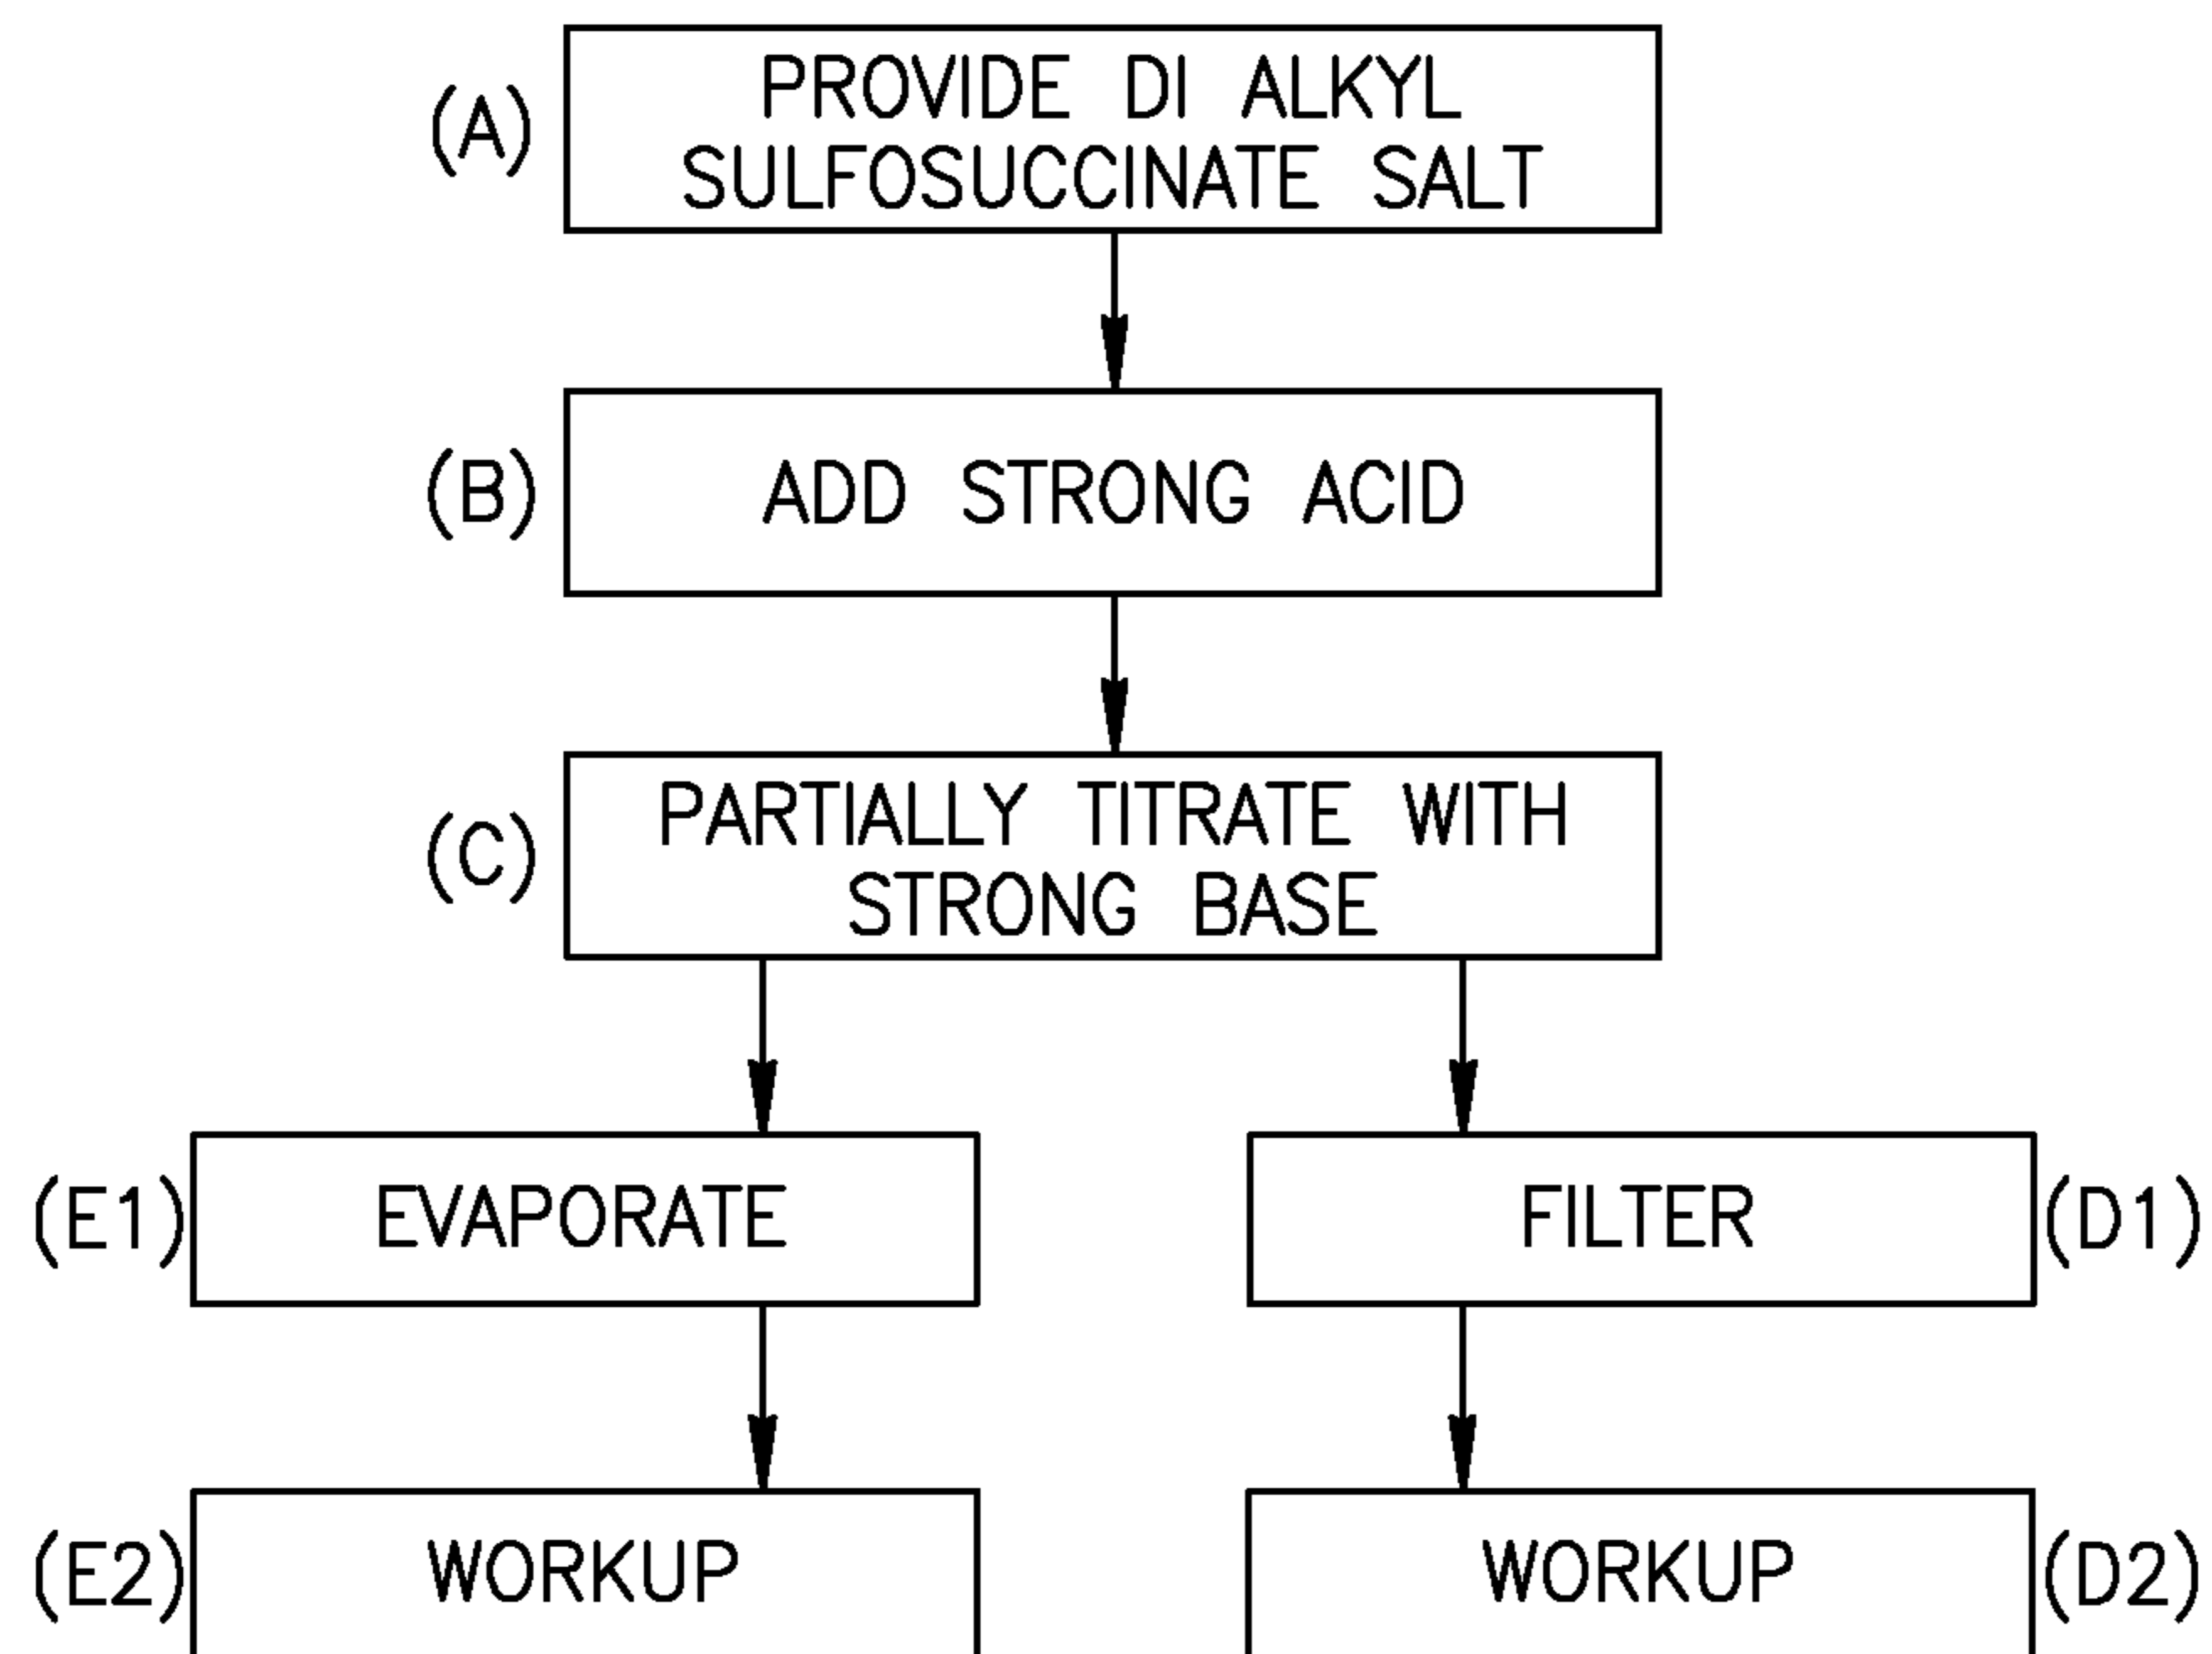 (A)
PROVIDE DI ALKYL
SULFOSUCCINATE SALT
(B)
ADD STRONG ACID
(C)
PARTIALLY TITRATE WITH
STRONG BASE
(E1)
EVAPORATE
FILTER
(D1)
(E2)
WORKUP
WORKUP
(D2)